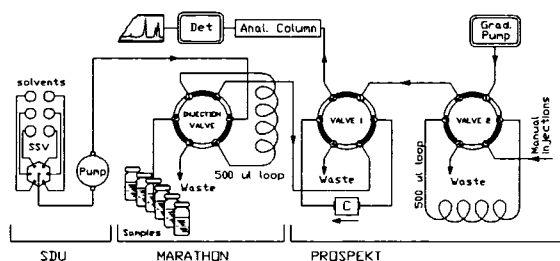 Det
Anal. Column
Grad.
Pump
solvents
SSV
Pump
INJECTION
VALVE
VALVE 1
VALVE 2
Manual
injections
500 ul loop
500 ul loop
Waste
Waste
Waste
C
Samples
SDU
MARATHON
PROSPEKT